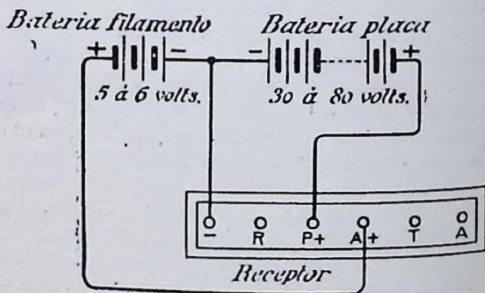 Bateria filamento Bateria placa
+ - - +
5 á 6 volts. 30 á 80 volts.
- R P+ A+ T A
Receptor